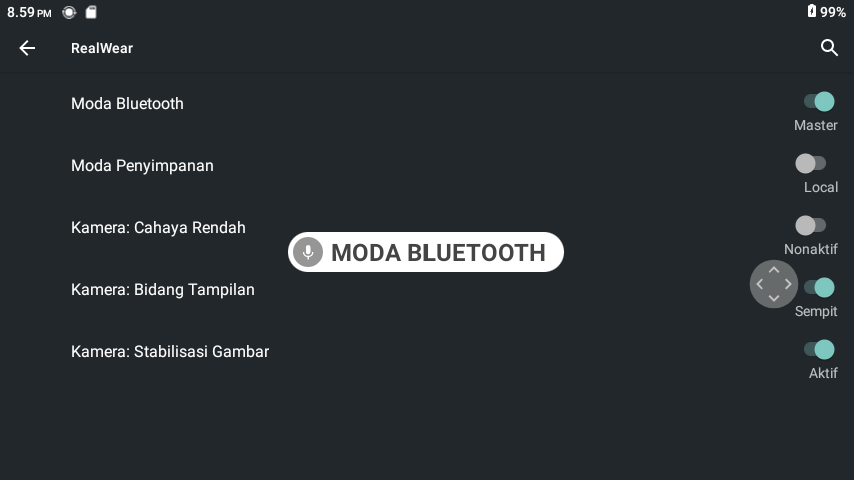 8.59 PM
99%
RealWear
Moda Bluetooth
Master
Moda Penyimpanan
Local
Kamera: Cahaya Rendah
Nonaktif
MODA BLUETOOTH
Kamera: Bidang Tampilan
Sempit
Kamera: Stabilisasi Gambar
Aktif